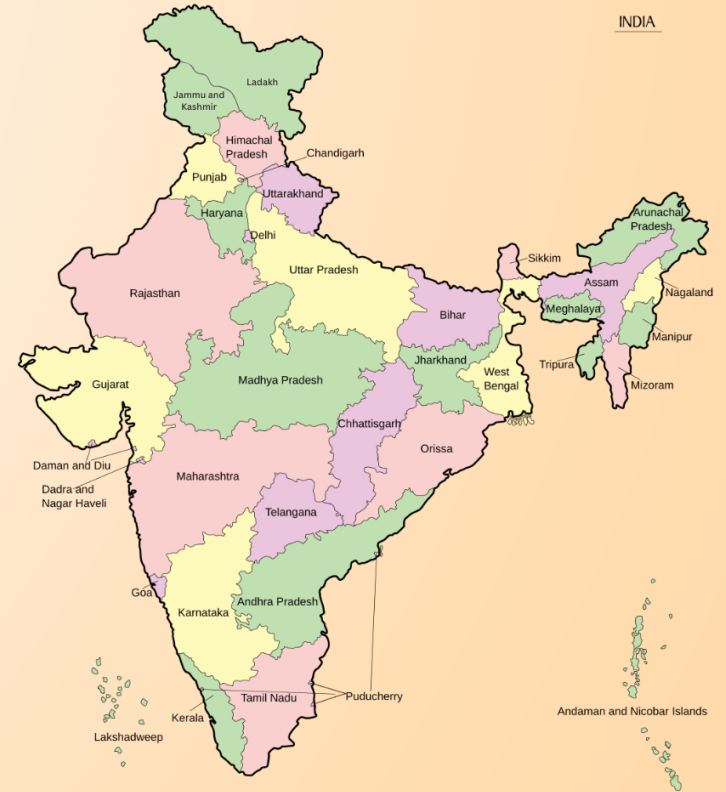 INDIA
Ladakh
Jammu and
Kashmir
Himachal
Pradesh
Chandigarh
Punjab
Uttarakhand
Haryana
Delhi
Arunachal
Pradesh
Sikkim
Uttar Pradesh
Assam
Nagaland
Rajasthan
Meghalaya
Bihar
Manipur
Jharkhand
Tripura
West
Bengal
Mizoram
Gujarat
Madhya Pradesh
Chhattisgarh
Orissa
Daman and Diu
Maharashtra
Dadra and
Nagar Haveli
Telangana
Goa
Andhra Pradesh
Karnataka
Puducherry
Tamil Nadu
Kerala
Andaman and Nicobar Islands
Lakshadweep